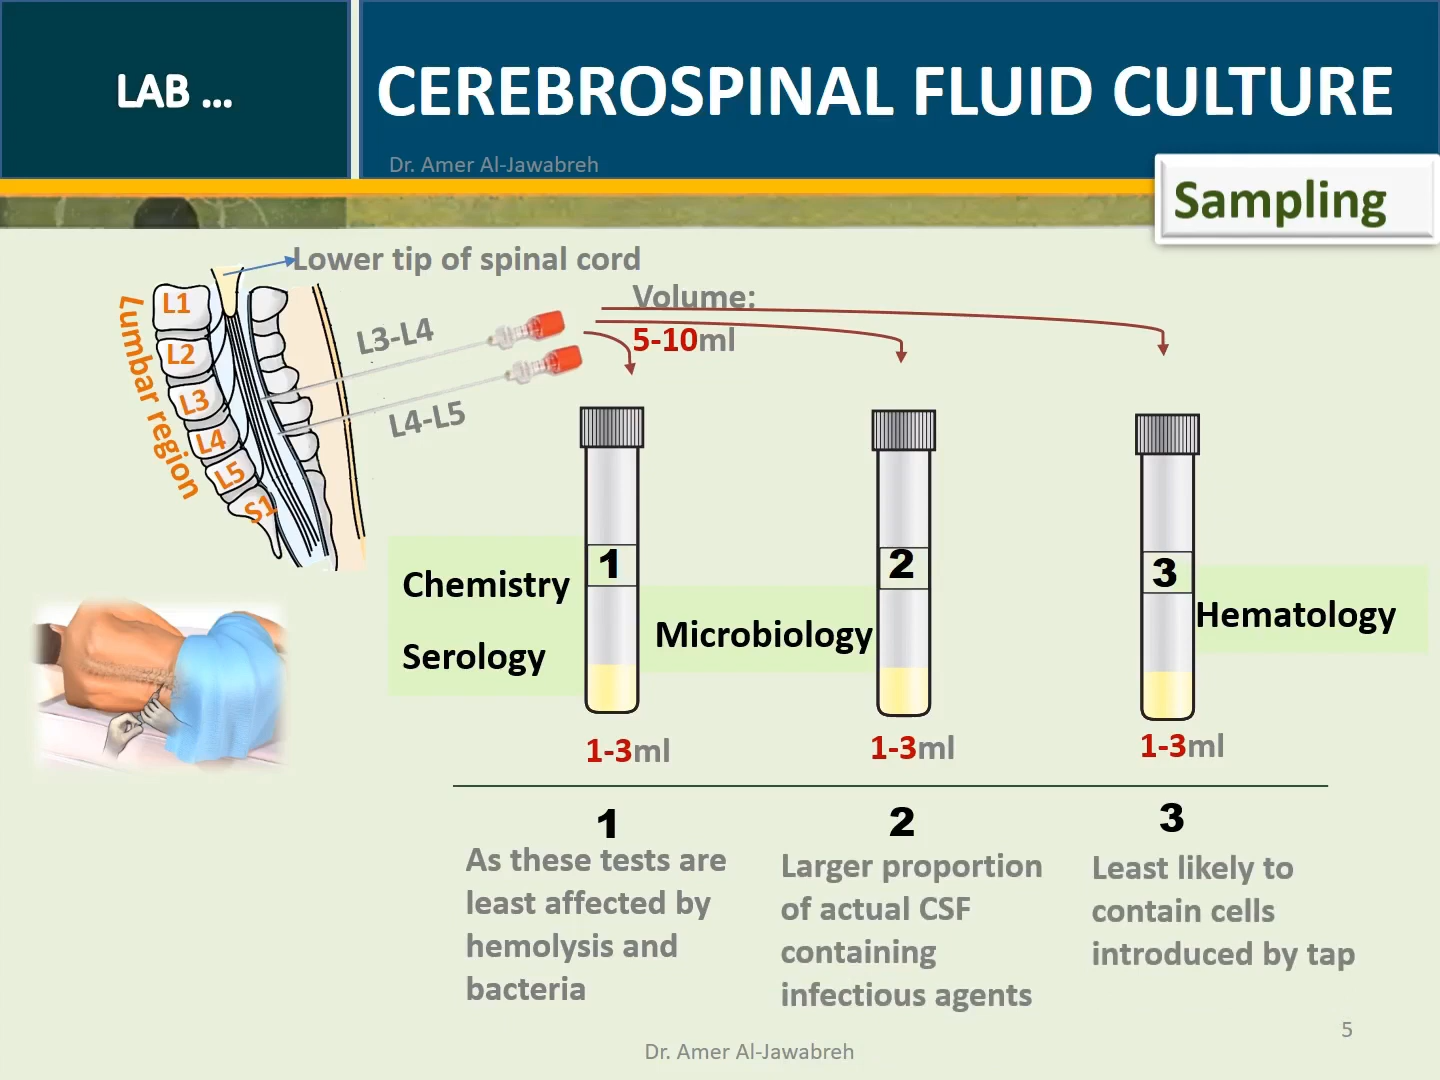 LAB ...
CEREBROSPINAL FLUID CULTURE
Dr. Amer Al-Jawabreh
Sampling
Lower tip of spinal cord
Volume:
5-10ml
Lumbar region
L1
L2
L3
L4
L5
S1
L3-L4
L4-L5
1
2
3
Chemistry
Serology
Microbiology
Hematology
1-3ml
1-3ml
1-3ml
1
As these tests are
least affected by
hemolysis and
bacteria
2
Larger proportion
of actual CSF
containing
infectious agents
3
Least likely to
contain cells
introduced by tap
5
Dr. Amer Al-Jawabreh